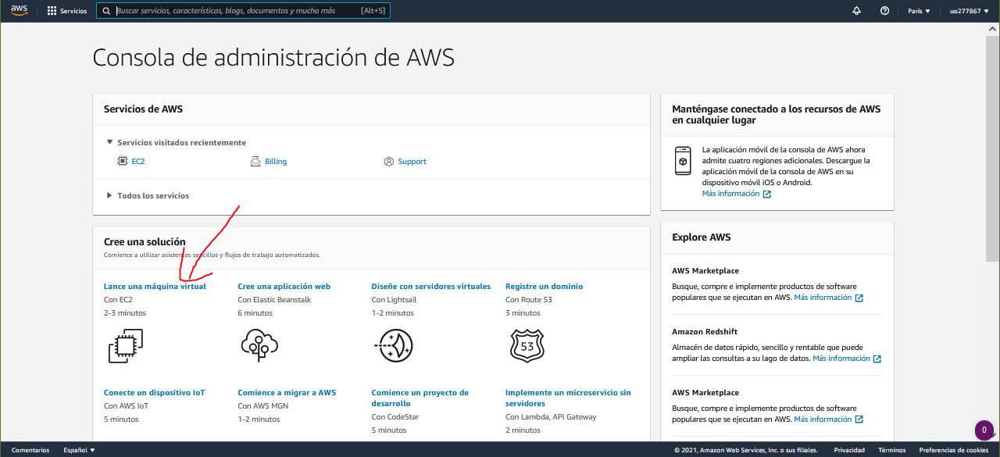 aws
Servicios
Buscar servicios, características, blogs, documentos y mucho más [Alt+S]
París ▼
uo277867 ▼
Consola de administración de AWS
Servicios de AWS
▼ Servicios visitados recientemente
EC2
Billing
Support
▶ Todos los servicios
Cree una solución
Comience a utilizar asistentes sencillos y flujos de trabajo automatizados.
Lance una máquina virtual
Con EC2
2-3 minutos
Cree una aplicación web
Con Elastic Beanstalk
6 minutos
Diseñe con servidores virtuales
Con Lightsail
1-2 minutos
Registre un dominio
Con Route 53
3 minutos
53
Conecte un dispositivo IoT
Con AWS IoT
5 minutos
Comience a migrar a AWS
Con AWS MGN
1-2 minutos
Comience un proyecto de
desarrollo
Con CodeStar
5 minutos
Implemente un microservicio sin
servidores
Con Lambda, API Gateway
2 minutos
Manténgase conectado a los recursos de AWS
en cualquier lugar
La aplicación móvil de la consola de AWS ahora
admite cuatro regiones adicionales. Descargue la
aplicación móvil de la consola de AWS en su
dispositivo móvil iOS o Android.
Más información
Explore AWS
AWS Marketplace
Busque, compre e implemente productos de software
populares que se ejecutan en AWS. Más información
Amazon Redshift
Almacén de datos rápido, sencillo y rentable que puede
ampliar las consultas a su lago de datos. Más información
AWS Marketplace
Busque, compre e implemente productos de software
populares que se ejecutan en AWS. Más información
0
Comentarios
Español ▼
© 2021, Amazon Web Services, Inc. o sus filiales.
Privacidad
Términos
Preferencias de cookies